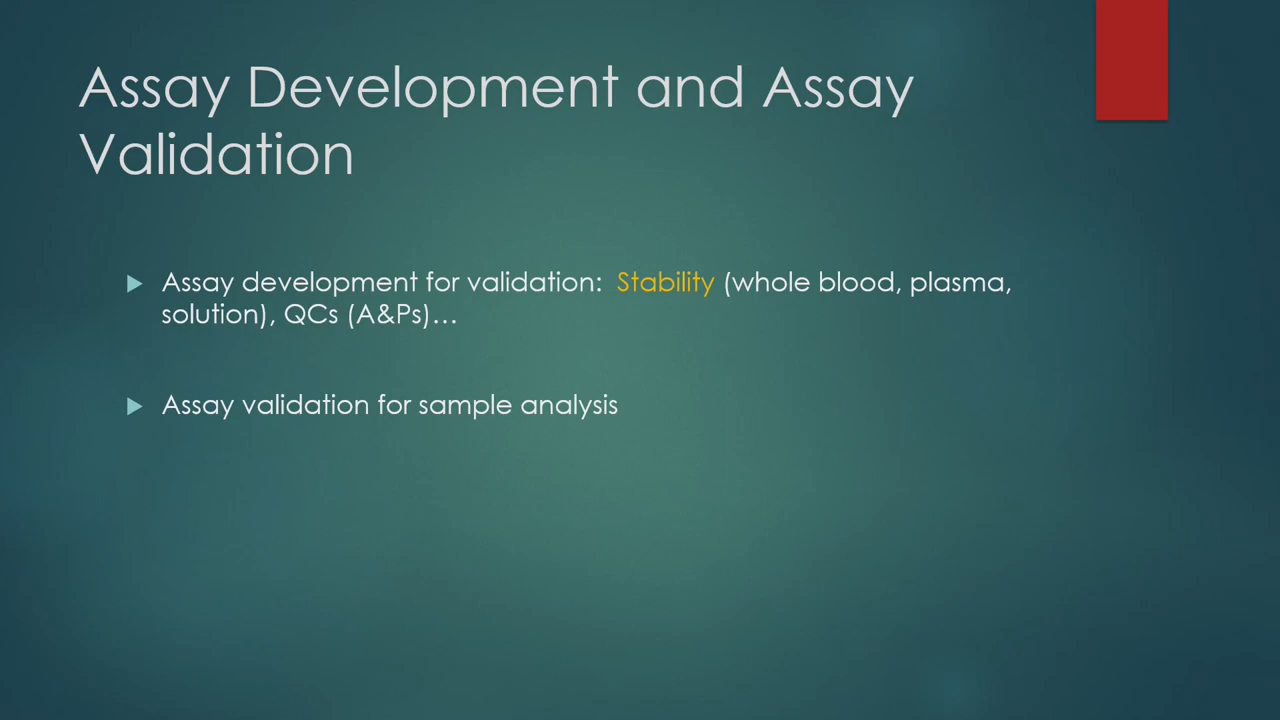 Assay Development and Assay
Validation
Assay development for validation: Stability (whole blood, plasma,
solution), QCs (A&Ps)…
Assay validation for sample analysis